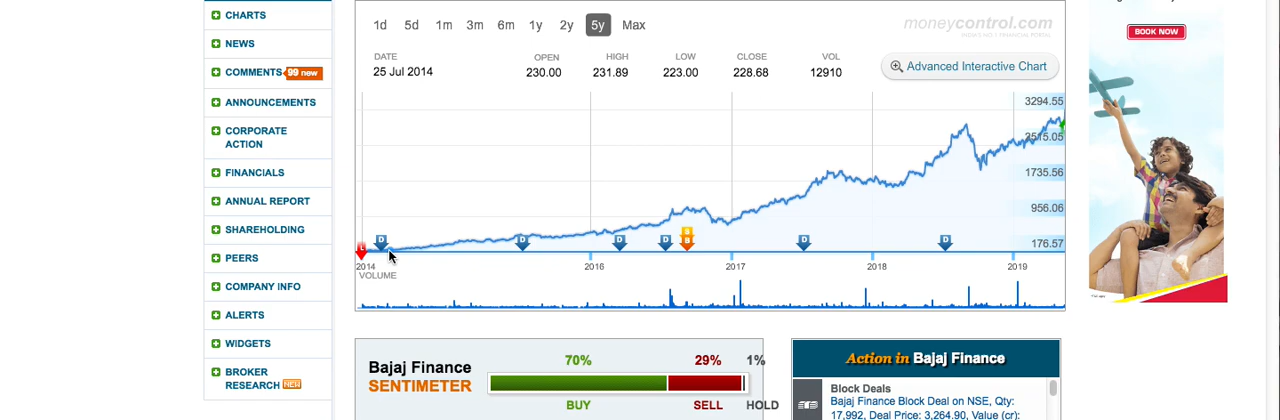 CHARTS
NEWS
COMMENTS 99 new
ANNOUNCEMENTS
CORPORATE
ACTION
FINANCIALS
ANNUAL REPORT
SHAREHOLDING
PEERS
COMPANY INFO
ALERTS
WIDGETS
BROKER
RESEARCH NEW
1d 5d 1m 3m 6m 1y 2y 5y Max
moneycontrol.com
INDIA'S NO.1 FINANCIAL PORTAL
DATE OPEN HIGH LOW CLOSE VOL
25 Jul 2014 230.00 231.89 223.00 228.68 12910
Advanced Interactive Chart
3294.55
2515.05
1735.56
956.06
176.57
L D D D D S B D D
2014 2016 2017 2018 2019
VOLUME
Bajaj Finance
SENTIMETER
70% 29% 1%
BUY SELL HOLD
Action in Bajaj Finance
Block Deals
Bajaj Finance Block Deal on NSE, Qty:
17,992, Deal Price: 3,264.90, Value (cr):
BOOK NOW